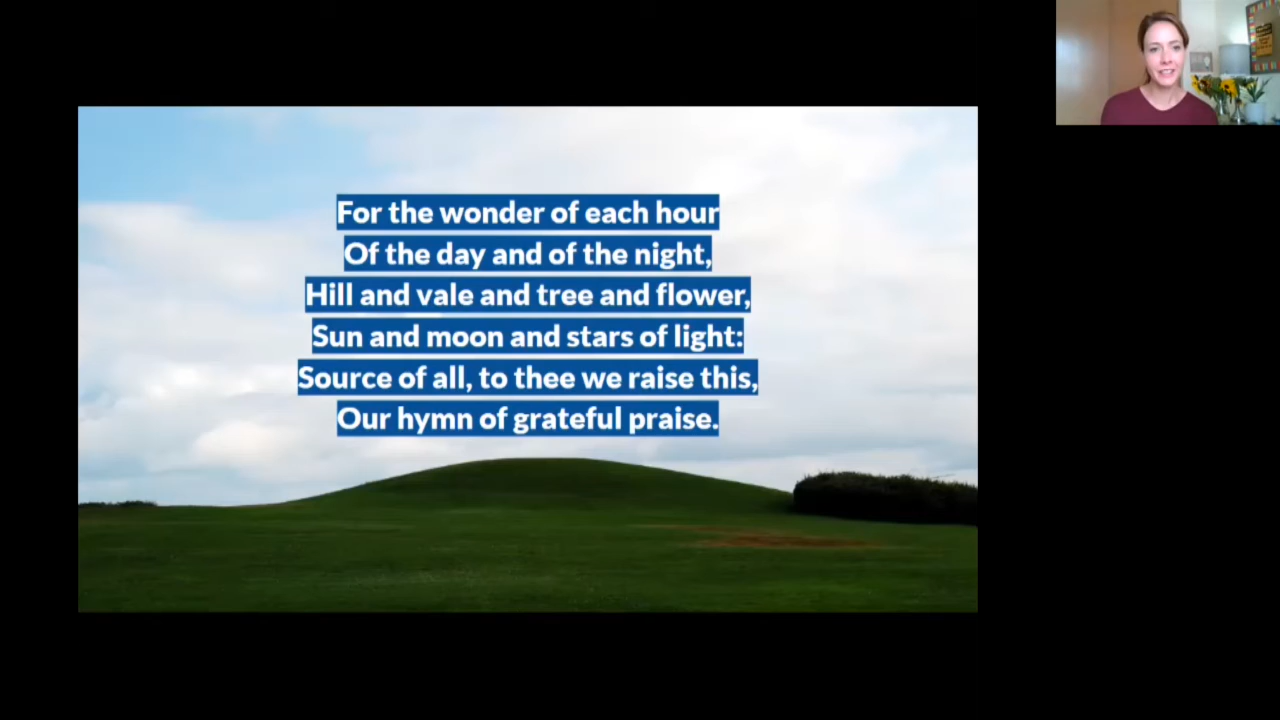 For the wonder of each hour
Of the day and of the night,
Hill and vale and tree and flower,
Sun and moon and stars of light:
Source of all, to thee we raise this,
Our hymn of grateful praise.